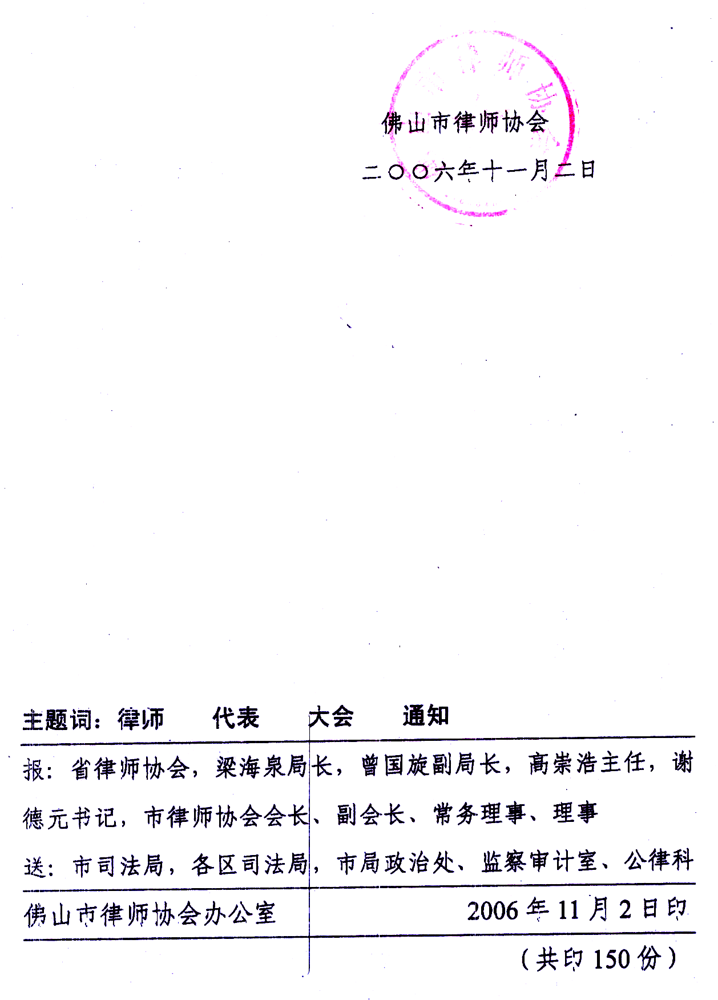 佛山市律师协会
二〇〇六年十一月二日
主题词：律师 代表 大会 通知
报：省律师协会，梁海泉局长，曾国旋副局长，高崇浩主任，谢
德元书记，市律师协会会长、副会长、常务理事、理事
送：市司法局，各区司法局，市局政治处、监察审计室、公律科
佛山市律师协会办公室 2006年11月2日印
（共印150份）